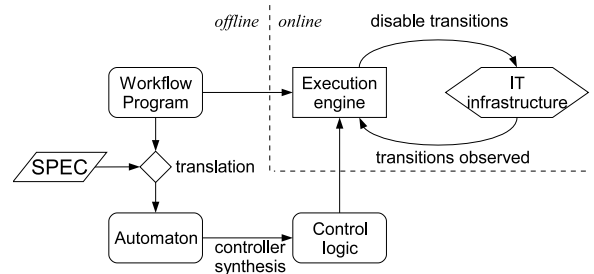 disable transitions
offline online
Workflow
Program
Execution
engine
IT
infrastructure
transitions observed
SPEC
translation
Automaton
controller
synthesis
Control
logic